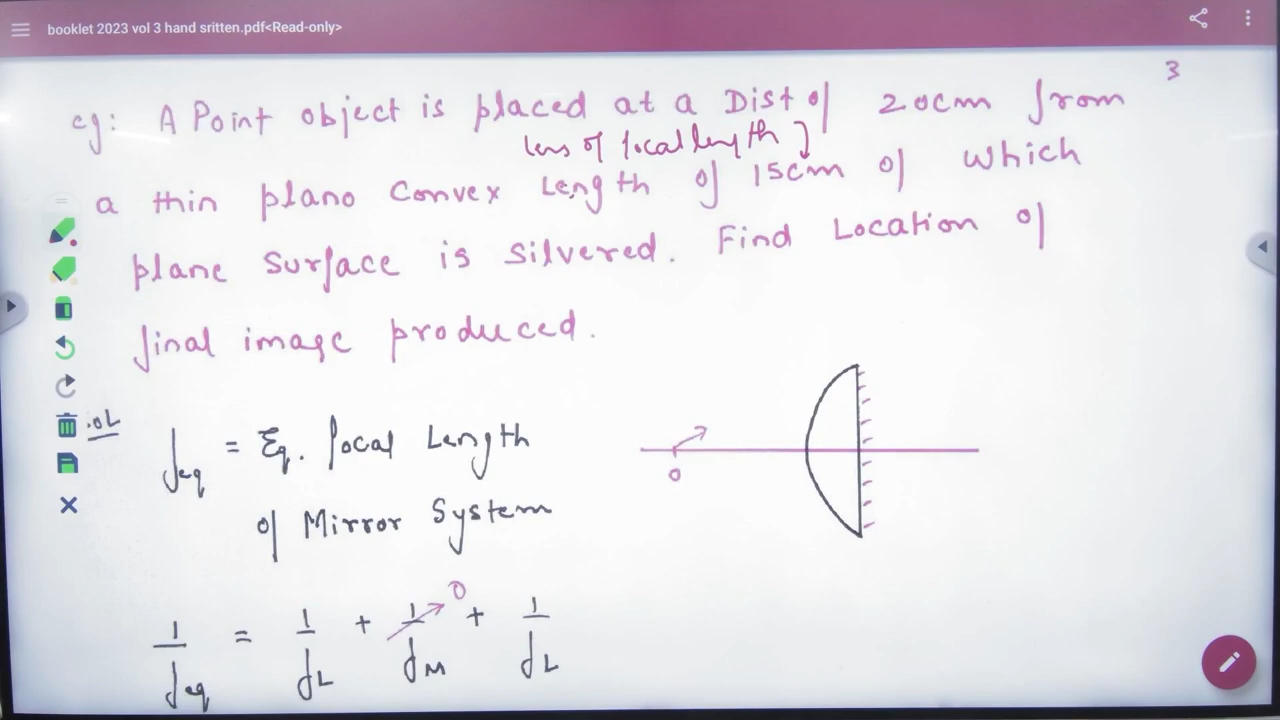 booklet 2023 vol 3 hand sritten.pdf<Read-only>
3
eg: A Point object is placed at a Dist of 20cm from
lens of focal length
a thin plano convex Length of 15cm of which
plane surface is silvered. Find Location of
final image produced.
sol
feq = Eq. focal Length
of Mirror System
O
1/feq = 1/fL + 1/fM 0 + 1/fL